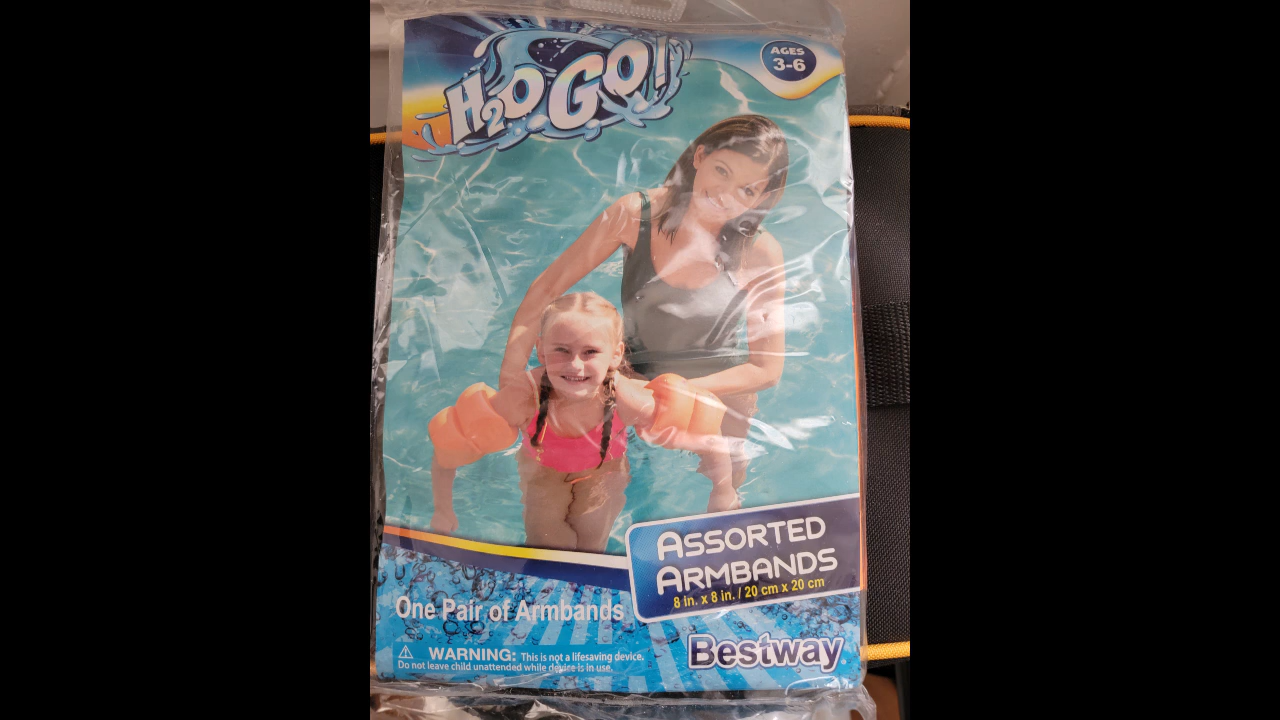 H2O GO!
AGES
3-6
ASSORTED
ARMBANDS
8 in. x 8 in. / 20 cm x 20 cm
One Pair of Armbands
WARNING: This is not a lifesaving device.
Do not leave child unattended while device is in use.
Bestway